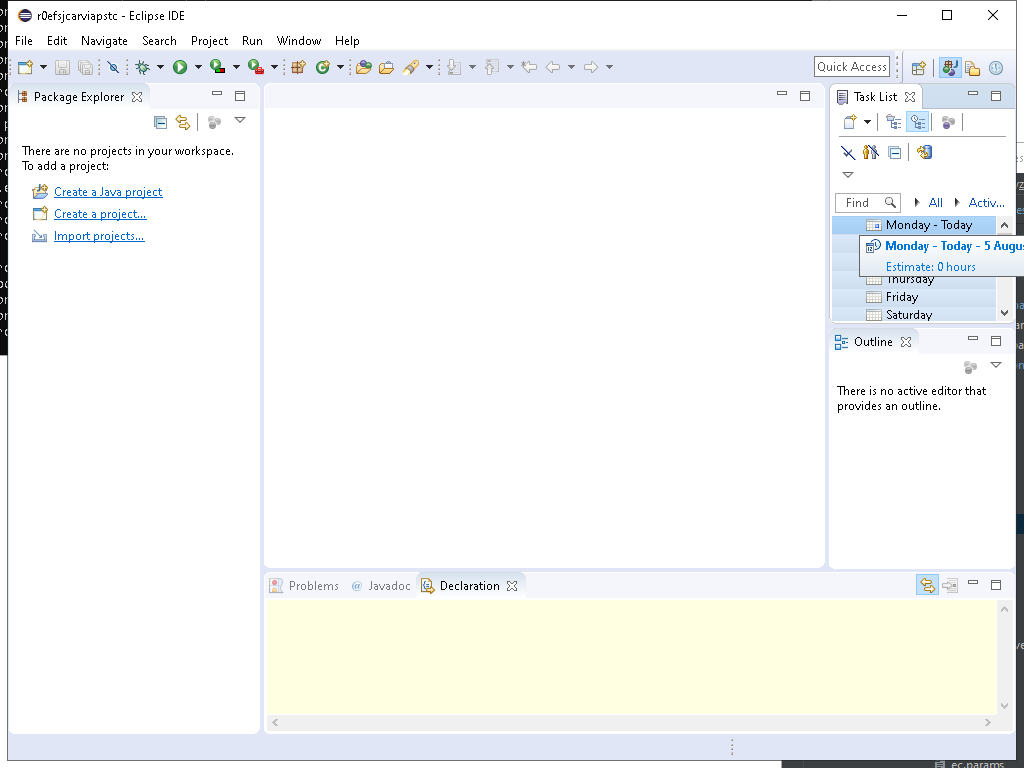 r0efsjcarviapstc - Eclipse IDE
File Edit Navigate Search Project Run Window Help
Quick Access
Package Explorer
There are no projects in your workspace.
To add a project:
Create a Java project
Create a project...
Import projects...
Task List
Find All Activ...
Monday - Today
Monday - Today - 5 Augu
Estimate: 0 hours
Thursday
Friday
Saturday
Outline
There is no active editor that
provides an outline.
Problems @ Javadoc Declaration
ec.params